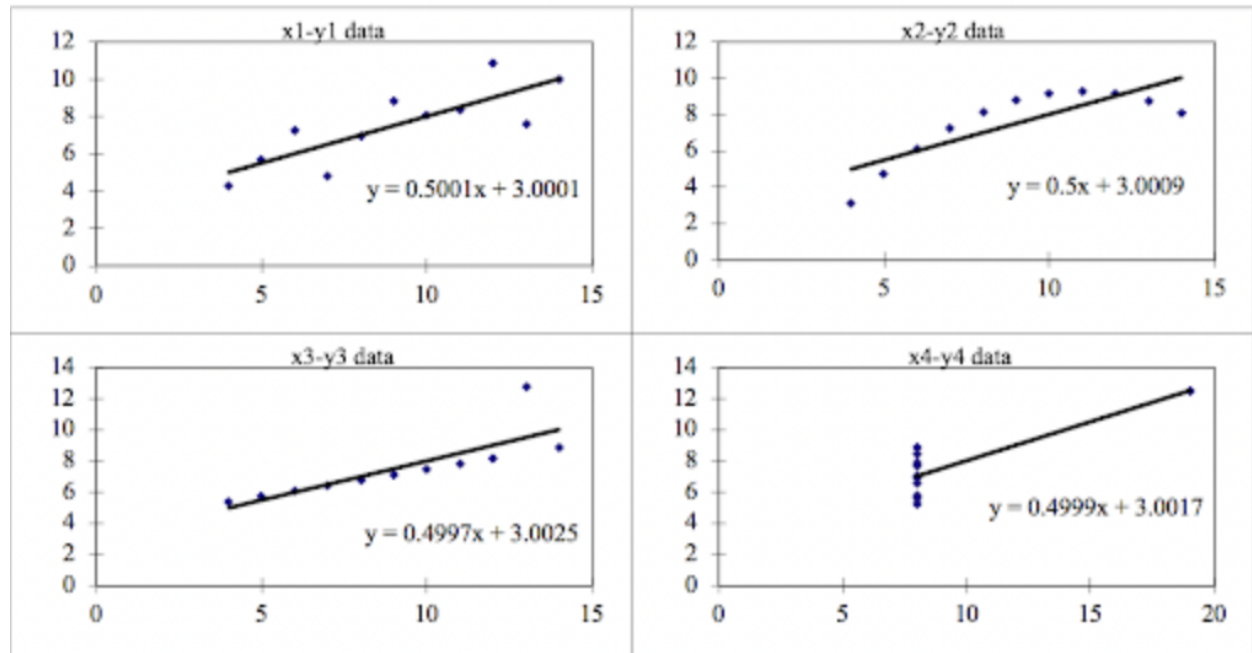 x1-y1 data
12
10
8
6
4
2
0
y = 0.5001x + 3.0001
0 5 10 15
x2-y2 data
12
10
8
6
4
2
0
y = 0.5x + 3.0009
0 5 10 15
x3-y3 data
14
12
10
8
6
4
2
0
y = 0.4997x + 3.0025
0 5 10 15
x4-y4 data
14
12
10
8
6
4
2
0
y = 0.4999x + 3.0017
0 5 10 15 20